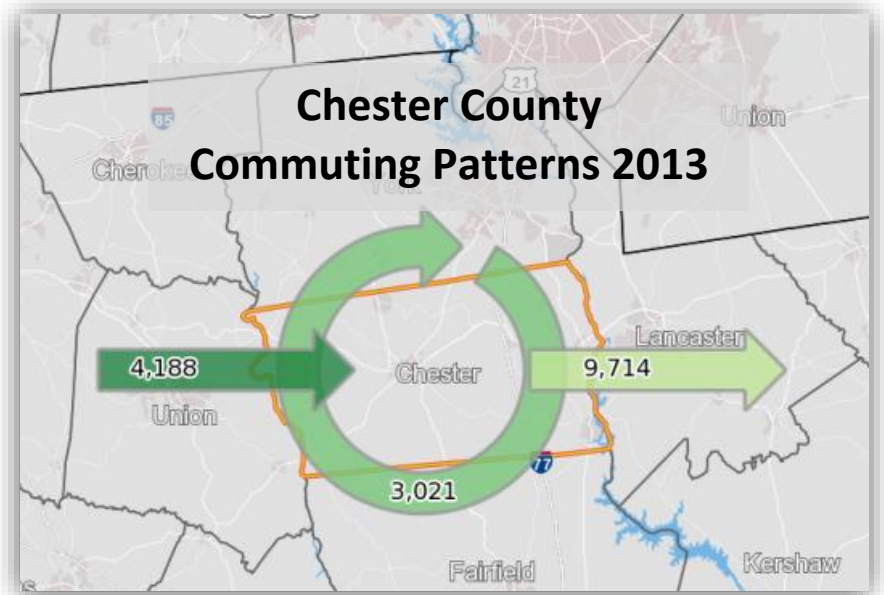 Chester County
Commuting Patterns 2013
21
85
Union
Cherokee
York
Lancaster
4,188
Chester
9,714
Union
77
3,021
Fairfield
Kershaw